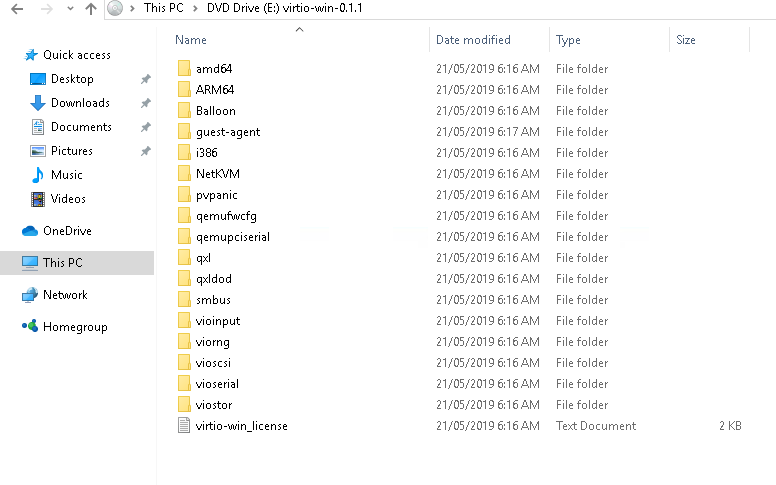 This PC > DVD Drive (E:) virtio-win-0.1.1
Name Date modified Type Size
Quick access
Desktop
Downloads
Documents
Pictures
Music
Videos
OneDrive
This PC
Network
Homegroup
amd64 21/05/2019 6:16 AM File folder
ARM64 21/05/2019 6:16 AM File folder
Balloon 21/05/2019 6:16 AM File folder
guest-agent 21/05/2019 6:17 AM File folder
i386 21/05/2019 6:16 AM File folder
NetKVM 21/05/2019 6:16 AM File folder
pvpanic 21/05/2019 6:16 AM File folder
qemufwcfg 21/05/2019 6:16 AM File folder
qemupciserial 21/05/2019 6:16 AM File folder
qxl 21/05/2019 6:16 AM File folder
qxldod 21/05/2019 6:16 AM File folder
smbus 21/05/2019 6:16 AM File folder
vioinput 21/05/2019 6:16 AM File folder
viorng 21/05/2019 6:16 AM File folder
vioscsi 21/05/2019 6:16 AM File folder
vioserial 21/05/2019 6:16 AM File folder
viostor 21/05/2019 6:16 AM File folder
virtio-win_license 21/05/2019 6:16 AM Text Document 2 KB